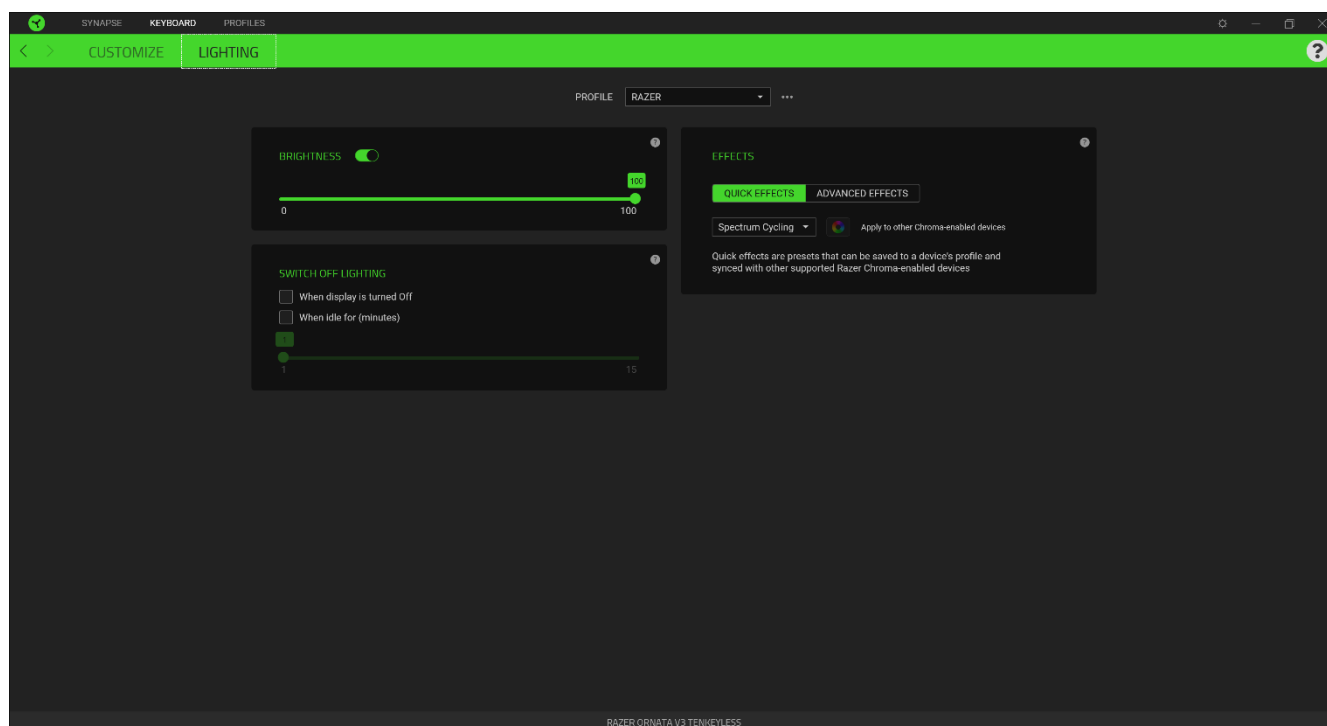 SYNAPSE KEYBOARD PROFILES
CUSTOMIZE LIGHTING
?
PROFILE RAZER
BRIGHTNESS
?
100
0 100
SWITCH OFF LIGHTING
?
When display is turned Off
When idle for (minutes)
1
1 15
EFFECTS
?
QUICK EFFECTS ADVANCED EFFECTS
Spectrum Cycling Apply to other Chroma-enabled devices
Quick effects are presets that can be saved to a device's profile and
synced with other supported Razer Chroma-enabled devices
RAZER ORNATA V3 TENKEYLESS